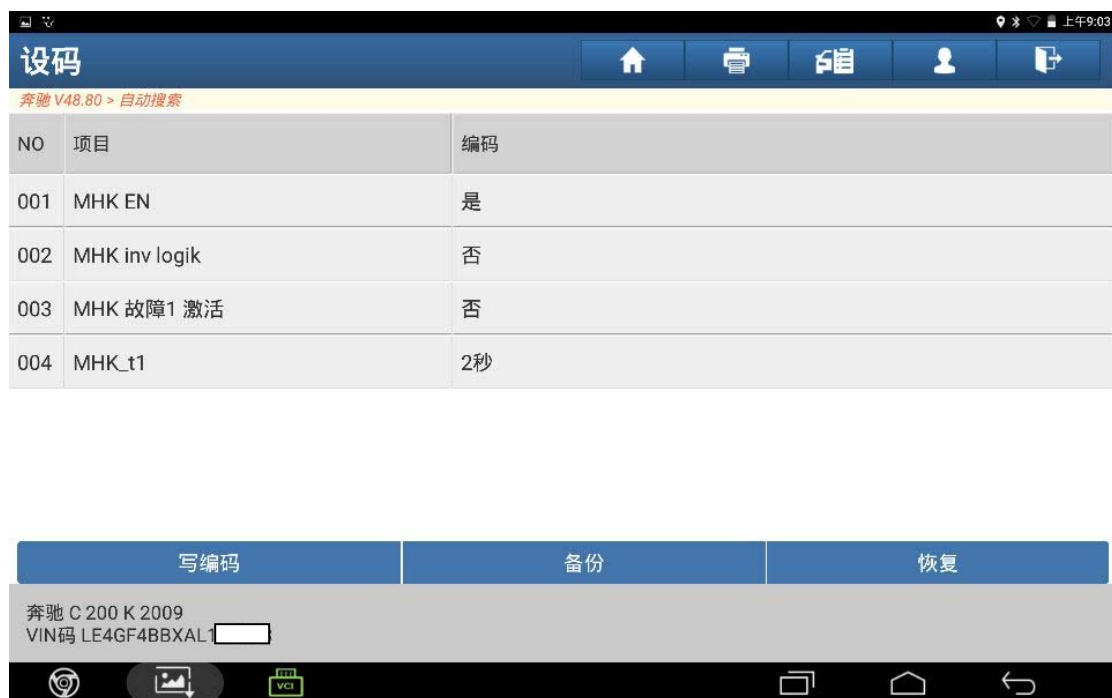 上午9:03
设码
奔驰 V48.80 > 自动搜索
NO 项目 编码
001 MHK EN 是
002 MHK inv logik 否
003 MHK 故障1 激活 否
004 MHK_t1 2秒
写编码 备份 恢复
奔驰 C 200 K 2009
VIN码 LE4GF4BBXAL1
VCI